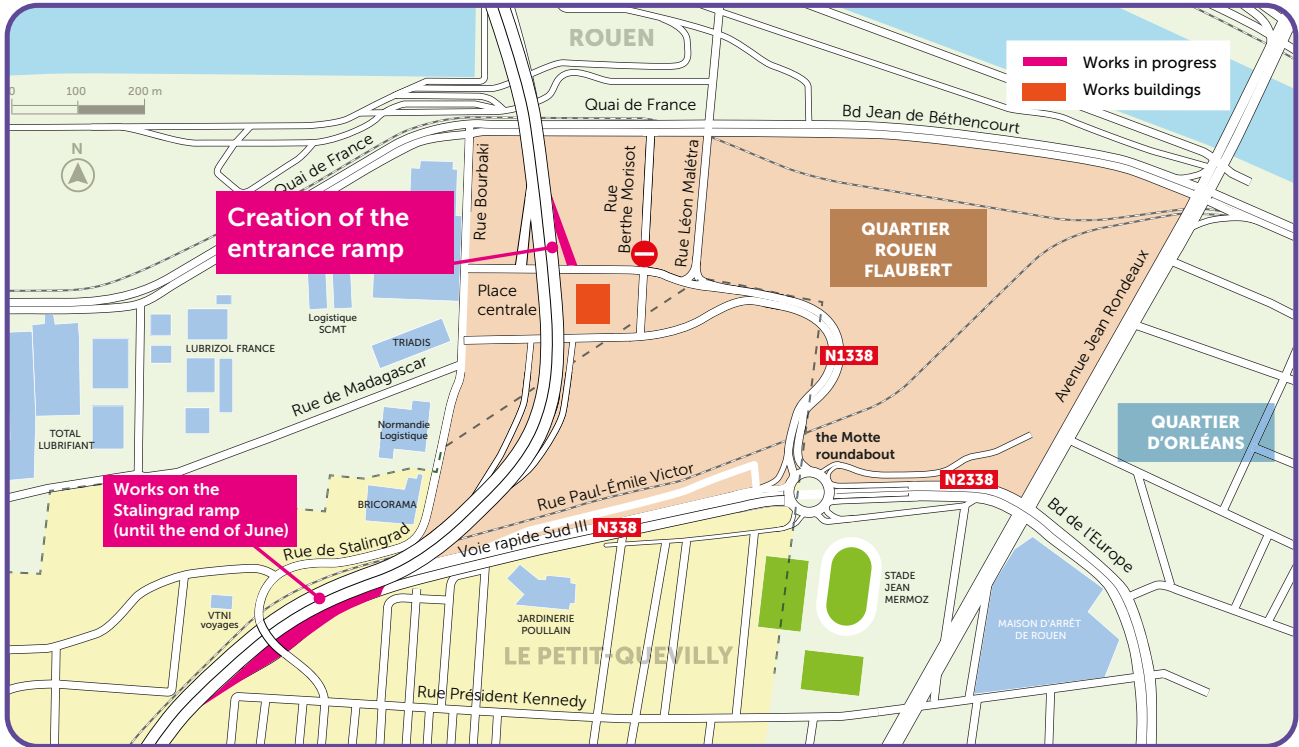 ROUEN
Works in progress
Works buildings
0 100 200 m
Quai de France
Bd Jean de Béthencourt
N
Quai de France
Rue Bourbaki
Rue
Berthe Morisot
Rue Léon Malétra
Creation of the
entrance ramp
QUARTIER
ROUEN
FLAUBERT
Avenue Jean Rondeaux
Place
centrale
Logistique
SCMT
LUBRIZOL FRANCE
TRIADIS
N1338
Rue de Madagascar
TOTAL
LUBRIFIANT
Normandie
Logistique
QUARTIER
D'ORLÉANS
the Motte
roundabout
N2338
Rue Paul-Émile Victor
Works on the
Stalingrad ramp
(until the end of June)
BRICORAMA
Rue de Stalingrad
Voie rapide Sud III
N338
Bd de l'Europe
VTNI
voyages
JARDINERIE
POULLAIN
STADE
JEAN
MERMOZ
MAISON D'ARRÊT
DE ROUEN
LE PETIT-QUEVILLY
Rue Président Kennedy